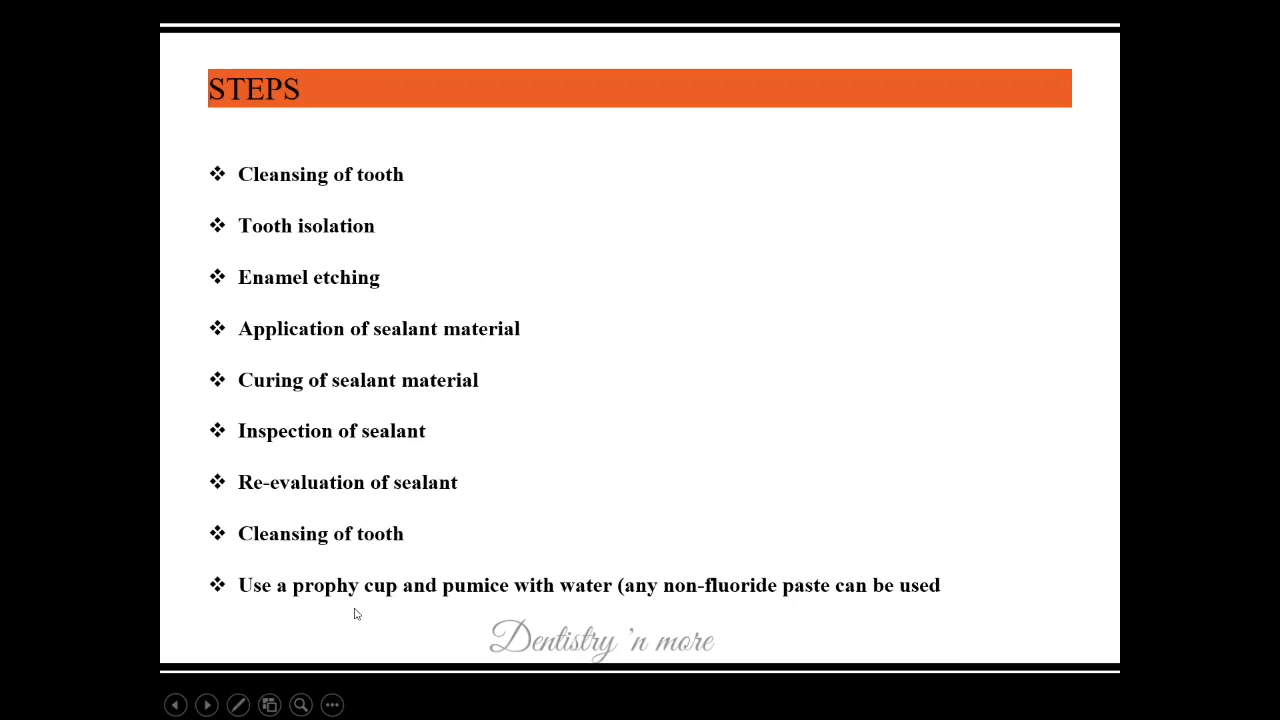 STEPS
❖ Cleansing of tooth
❖ Tooth isolation
❖ Enamel etching
❖ Application of sealant material
❖ Curing of sealant material
❖ Inspection of sealant
❖ Re-evaluation of sealant
❖ Cleansing of tooth
❖ Use a prophy cup and pumice with water (any non-fluoride paste can be used
Dentistry 'n more